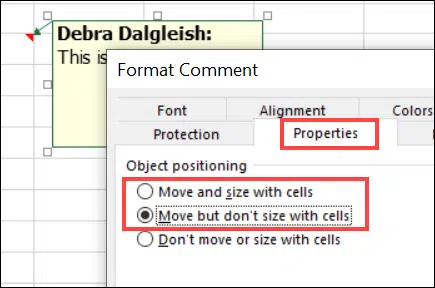 Debra Dalgleish:
This is
Format Comment
Font Alignment Colors
Protection Properties
Object positioning
Move and size with cells
Move but don't size with cells
Don't move or size with cells